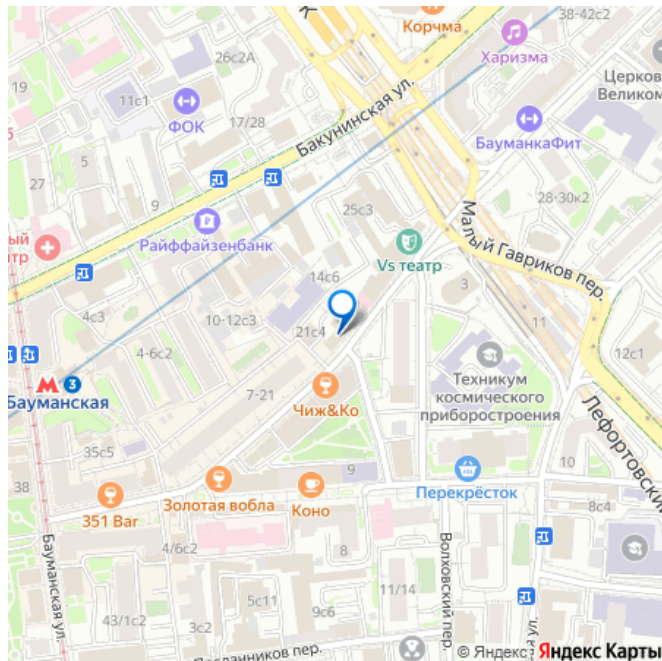 38-42с2
Корчма
Харизма
26с2А
19
Церков
Великом
11с1
ФОК
17/28
Бакунинская ул.
БауманкаФит
5
9
27
28-30к2
25с3
Малый Гавриков пер.
Райффайзенбанк
Vs театр
14с6
3
4с3
10-12с3
21с4
11
12с1
4-6с2
М 3
Бауманская
7-21
Чиж&Ко
Техникум
космического
приборостроения
Лефортовский
35с5
38
9
10
Золотая вобла
Коно
Перекрёсток
351 Bar
8с4
4/6с2
8
Бауманская ул.
Волховский пер.
11/14
5с11
43/1с2
9с6
3с2
Посланников пер.
© Яндекс
Яндекс Карты